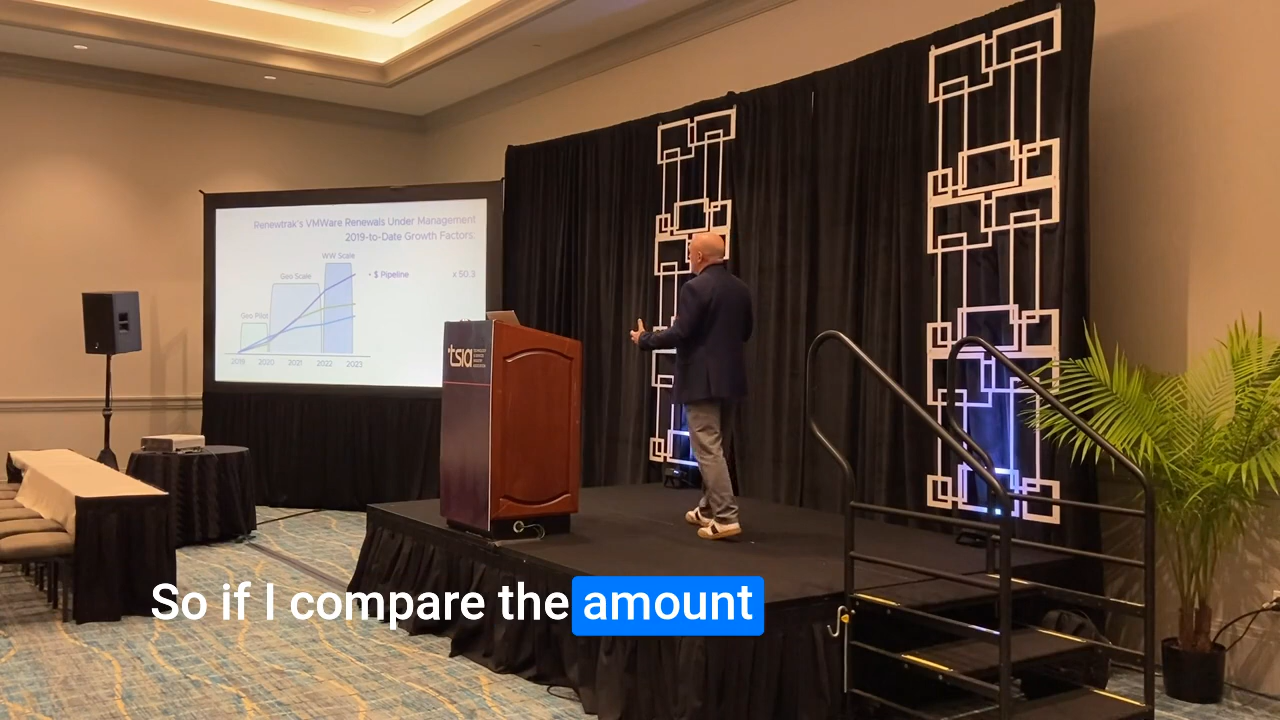 Renewtrak's VMWare Renewals Under Management
2019-to-Date Growth Factors:
WW Scale
Geo Scale
• $ Pipeline x 50.3
Geo Pilot
2019 2020 2021 2022 2023
tsia
So if I compare the amount